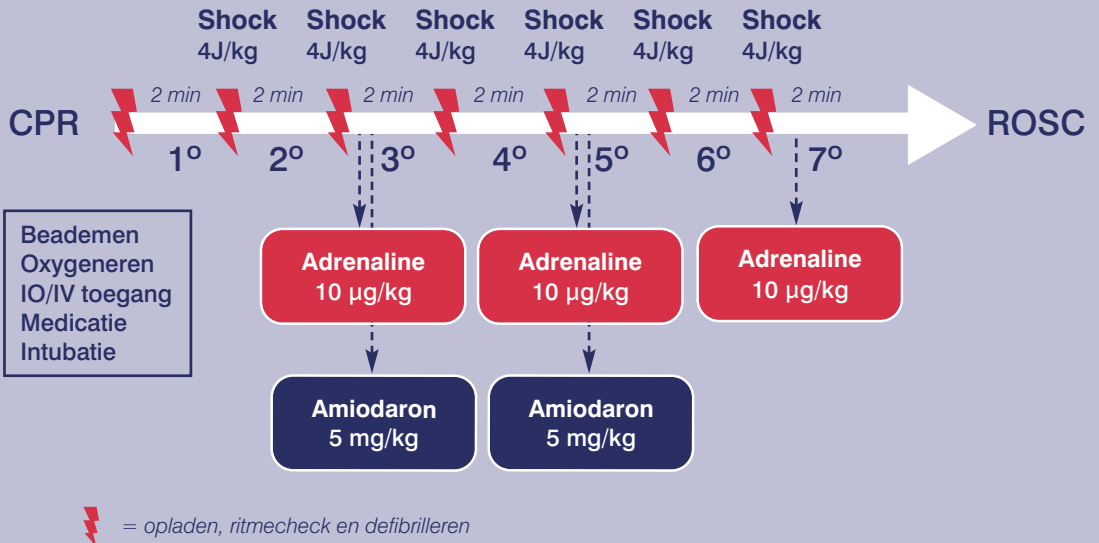 Shock Shock Shock Shock Shock Shock
4J/kg 4J/kg 4J/kg 4J/kg 4J/kg 4J/kg
2 min 2 min 2 min 2 min 2 min 2 min 2 min
CPR ROSC
1º 2º 3º 4º 5º 6º 7º
Beademen
Oxygeneren
IO/IV toegang
Medicatie
Intubatie
Adrenaline
10 µg/kg
Adrenaline
10 µg/kg
Adrenaline
10 µg/kg
Amiodaron
5 mg/kg
Amiodaron
5 mg/kg
= opladen, ritmecheck en defibrilleren